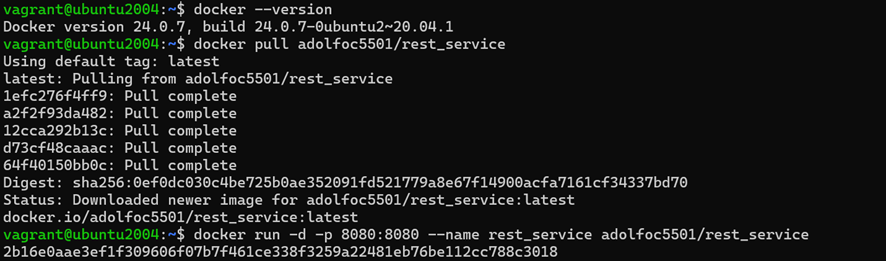 vagrant@ubuntu2004:~$ docker --version
Docker version 24.0.7, build 24.0.7-0ubuntu2~20.04.1
vagrant@ubuntu2004:~$ docker pull adolfoc5501/rest_service
Using default tag: latest
latest: Pulling from adolfoc5501/rest_service
1efc276f4ff9: Pull complete
a2f2f93da482: Pull complete
12cca292b13c: Pull complete
d73cf48caaac: Pull complete
64f40150bb0c: Pull complete
Digest: sha256:0ef0dc030c4be725b0ae352091fd521779a8e67f14900acfa7161cf34337bd70
Status: Downloaded newer image for adolfoc5501/rest_service:latest
docker.io/adolfoc5501/rest_service:latest
vagrant@ubuntu2004:~$ docker run -d -p 8080:8080 --name rest_service adolfoc5501/rest_service
2b16e0aae3ef1f309606f07b7f461ce338f3259a22481eb76be112cc788c3018